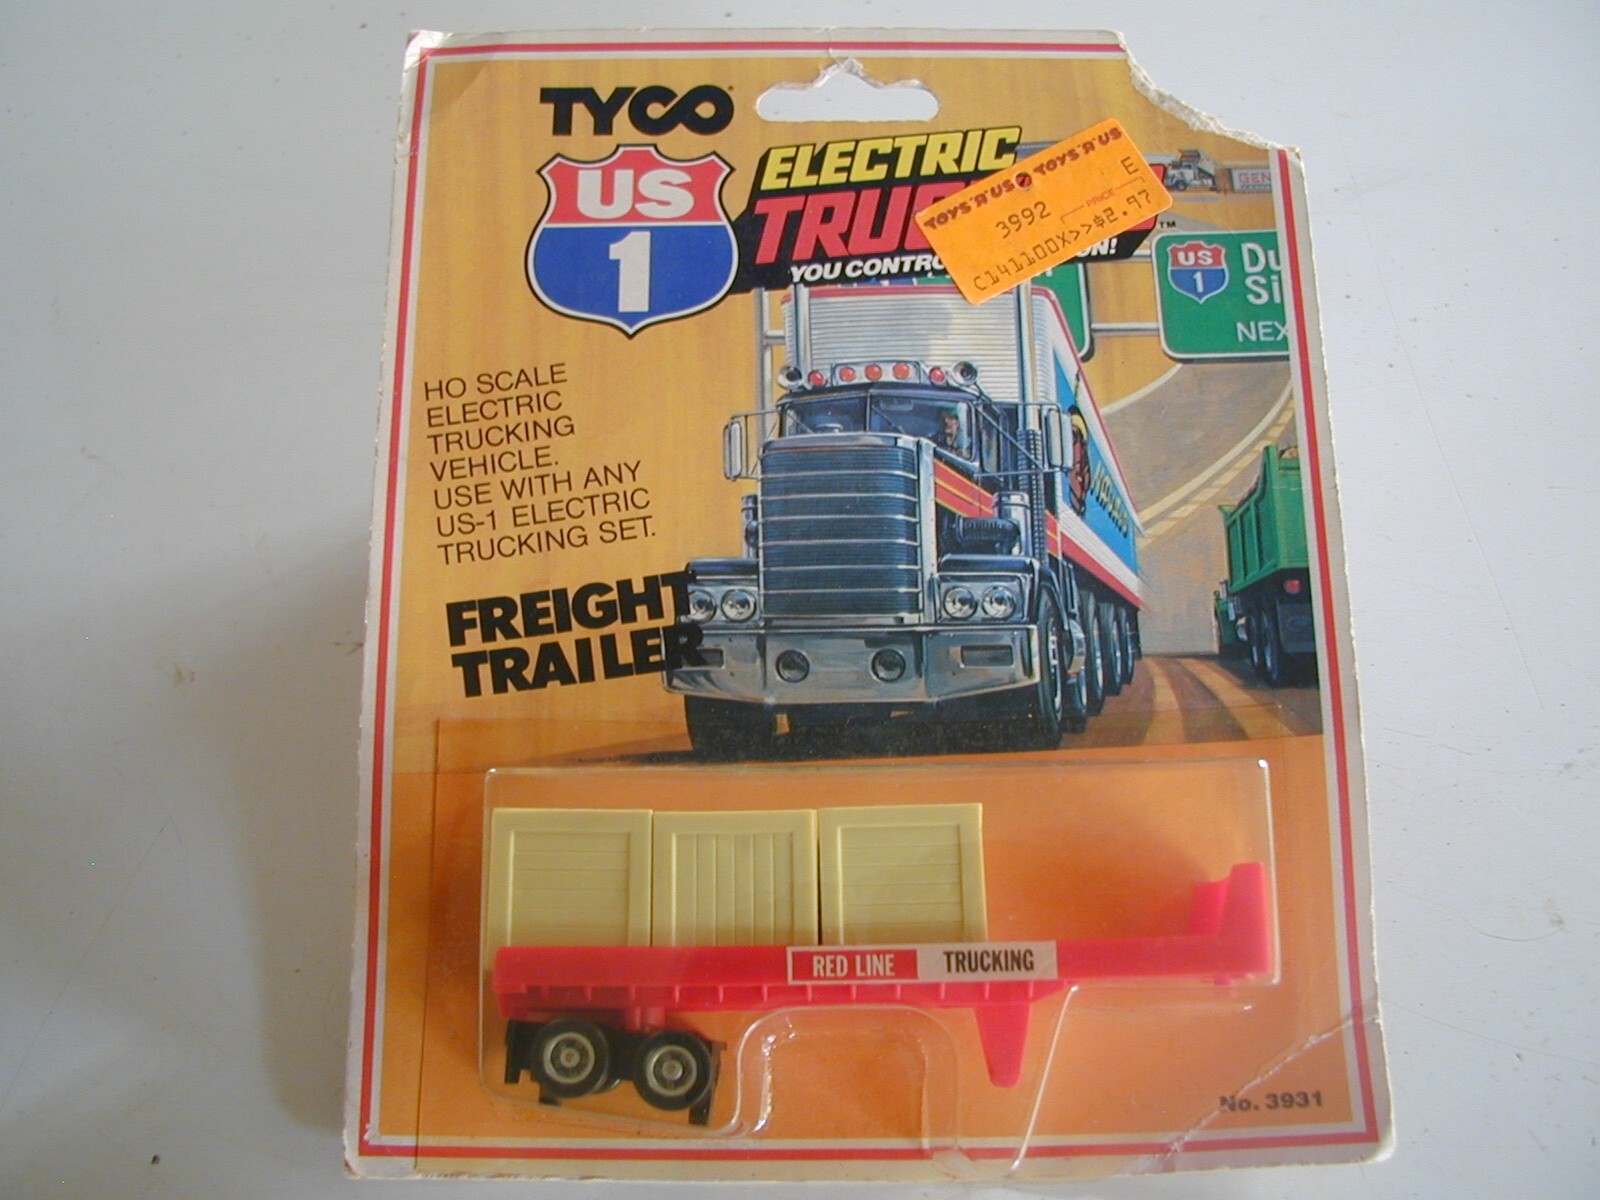 TYCO
US
1
ELECTRIC
YOU
TOYS"R"US TOYS"R"US
E
3992
PRICE
C141100X>>$2.97
GEN
US
1
NEX
HO SCALE
ELECTRIC
TRUCKING
VEHICLE.
USE WITH ANY
US-1 ELECTRIC
TRUCKING SET.
FREIGHT
TRAILER
RED LINE TRUCKING
No. 3931